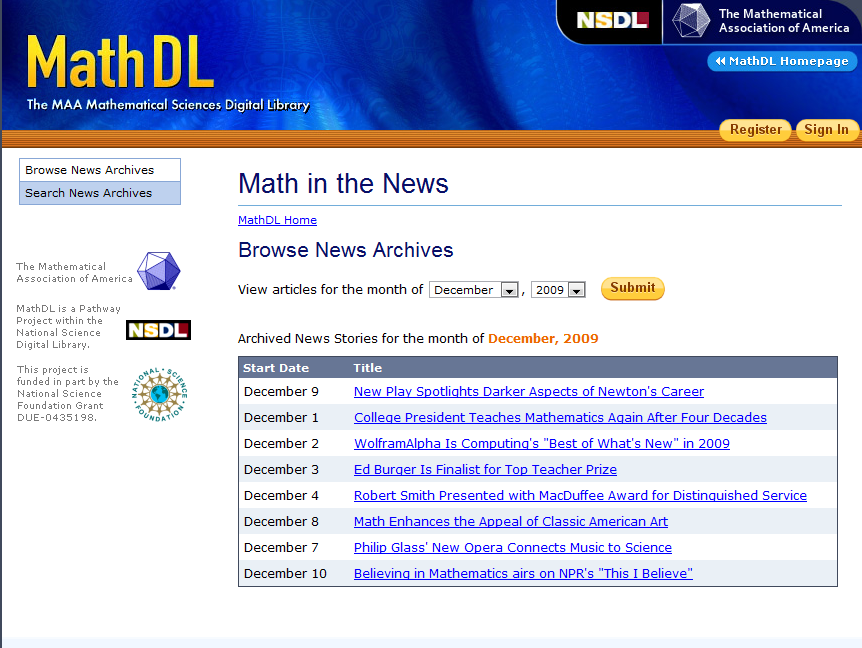 NSDL
The Mathematical
Association of America
MathDL Homepage
MathDL
The MAA Mathematical Sciences Digital Library
Register
Sign In
Browse News Archives
Search News Archives
The Mathematical
Association of America
MathDL is a Pathway
Project within the
National Science
Digital Library.
NSDL
This project is
funded in part by the
National Science
Foundation Grant
DUE-0435198.
NATIONAL SCIENCE FOUNDATION
Math in the News
MathDL Home
Browse News Archives
View articles for the month of December , 2009 Submit
Archived News Stories for the month of December, 2009
Start Date Title
December 9 New Play Spotlights Darker Aspects of Newton's Career
December 1 College President Teaches Mathematics Again After Four Decades
December 2 WolframAlpha Is Computing's "Best of What's New" in 2009
December 3 Ed Burger Is Finalist for Top Teacher Prize
December 4 Robert Smith Presented with MacDuffee Award for Distinguished Service
December 8 Math Enhances the Appeal of Classic American Art
December 7 Philip Glass' New Opera Connects Music to Science
December 10 Believing in Mathematics airs on NPR's "This I Believe"